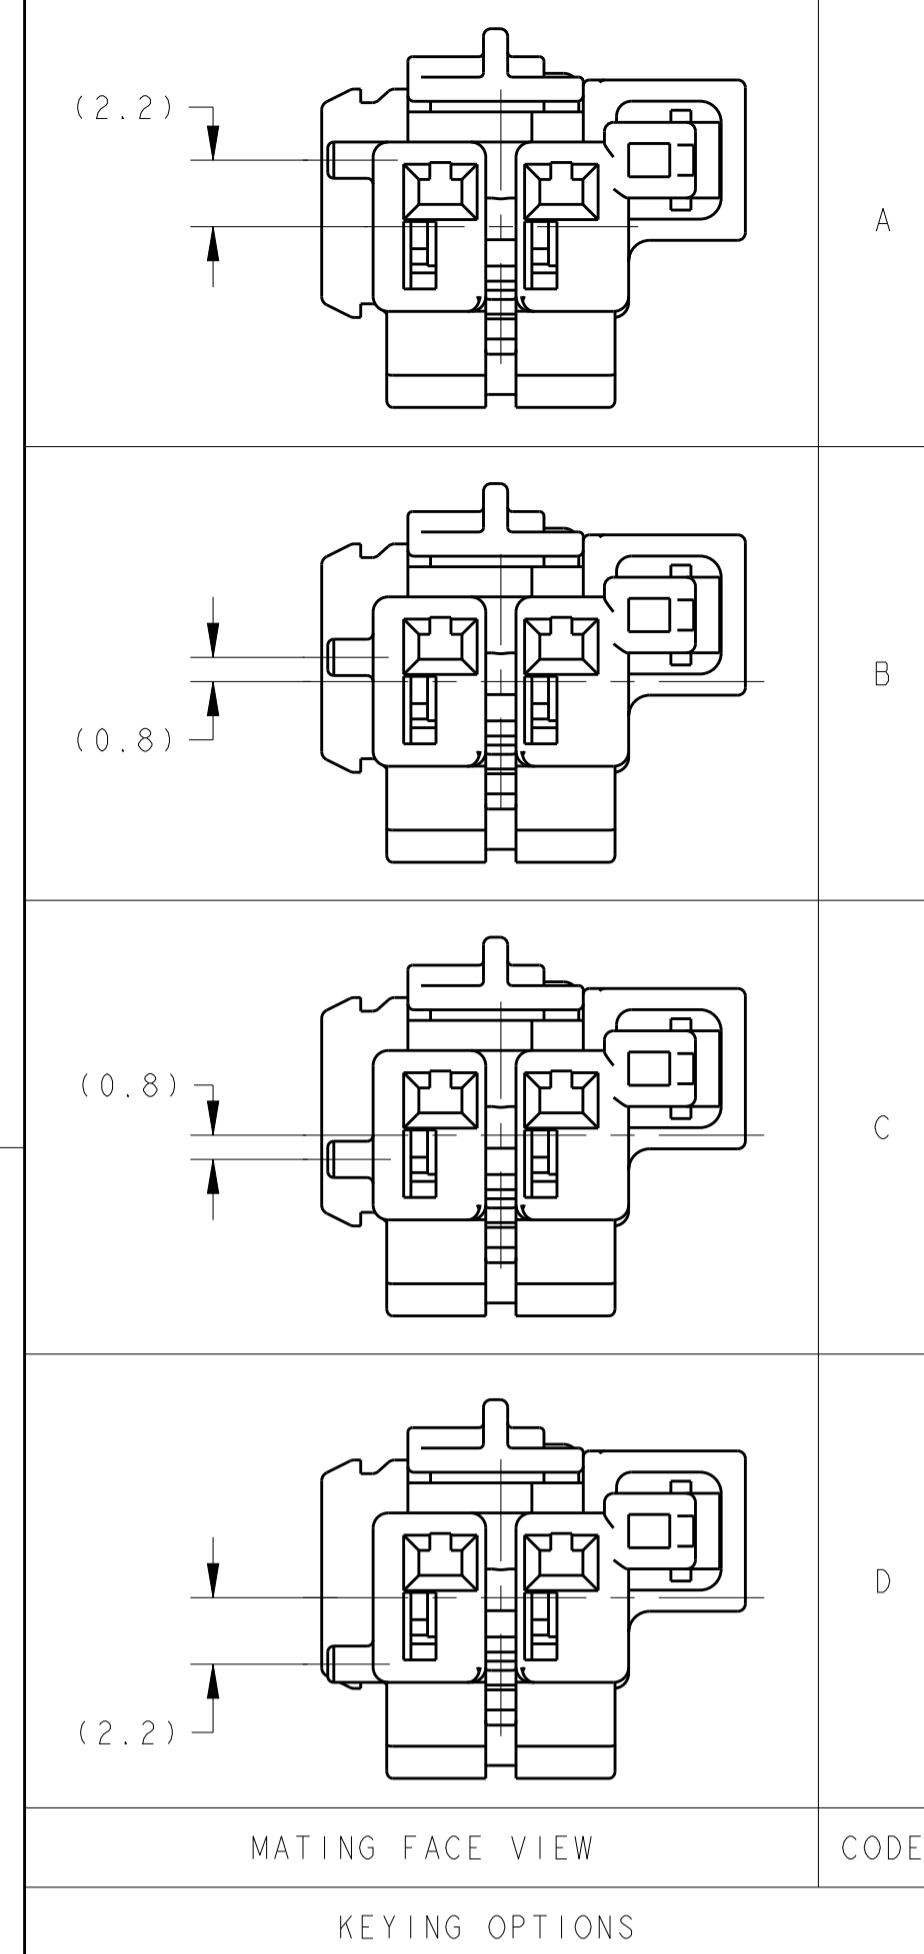 (2.2)
A
B
(0.8)
(0.8)
C
D
(2.2)
MATING FACE VIEW
CODE
KEYING OPTIONS